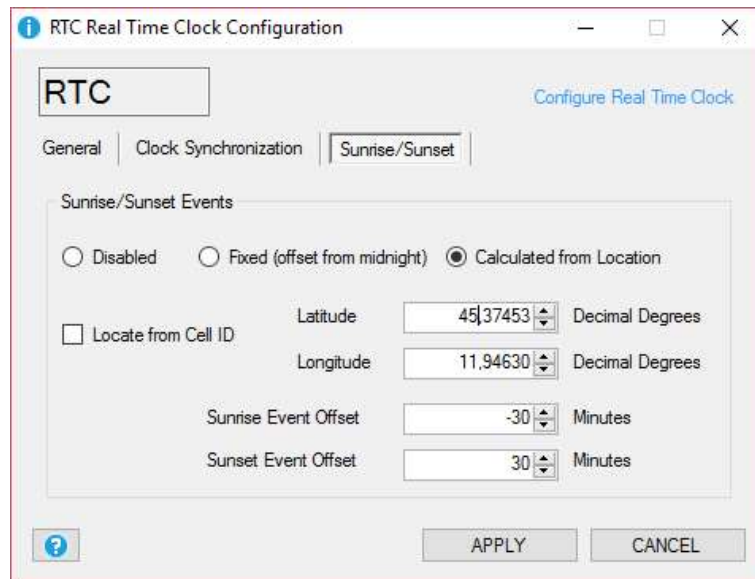 RTC Real Time Clock Configuration
RTC
Configure Real Time Clock
General Clock Synchronization Sunrise/Sunset
Sunrise/Sunset Events
Disabled Fixed (offset from midnight) Calculated from Location
Locate from Cell ID
Latitude 45,37453 Decimal Degrees
Longitude 11,94630 Decimal Degrees
Sunrise Event Offset -30 Minutes
Sunset Event Offset 30 Minutes
APPLY CANCEL